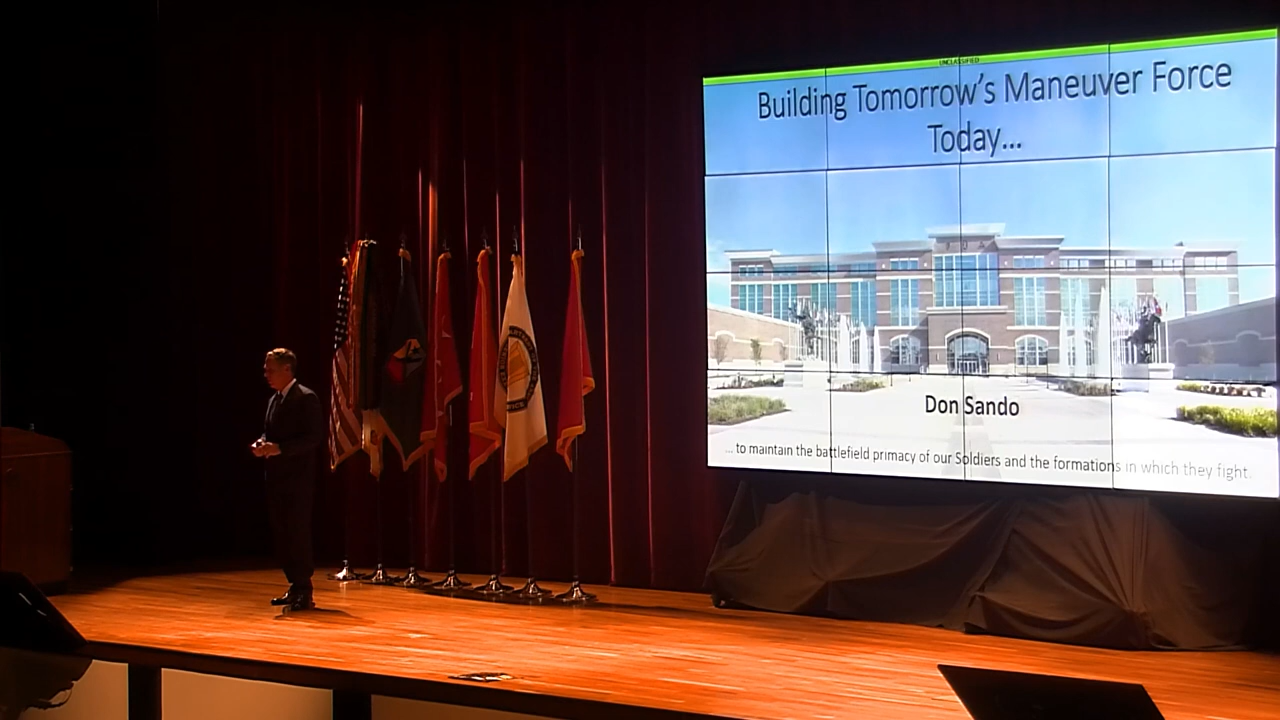 UNCLASSIFIED
Building Tomorrow's Maneuver Force
Today...
Don Sando
... to maintain the battlefield primacy of our Soldiers and the formations in which they fight.